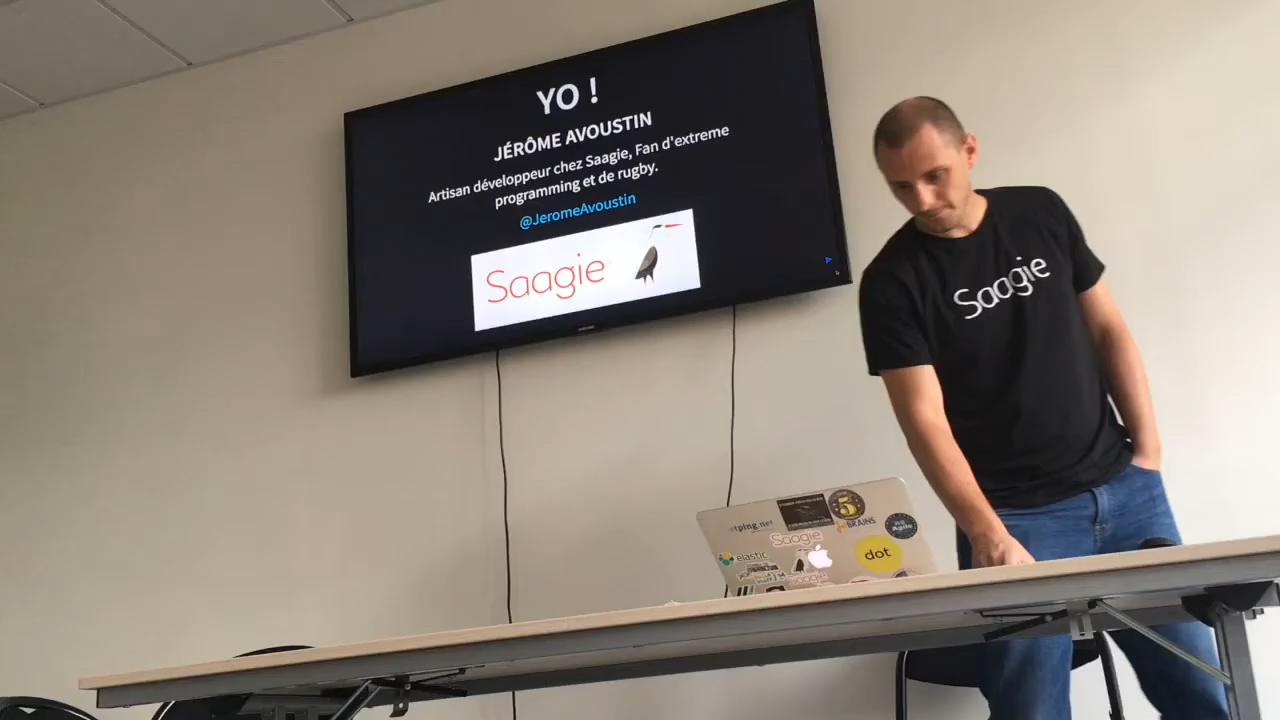 YO !
JÉRÔME AVOUSTIN
Artisan développeur chez Saagie, Fan d'extreme
programming et de rugby.
@JeromeAvoustin
Saagie
Saagie
5
BRAINS
Saagie
elastic
dot
Agile